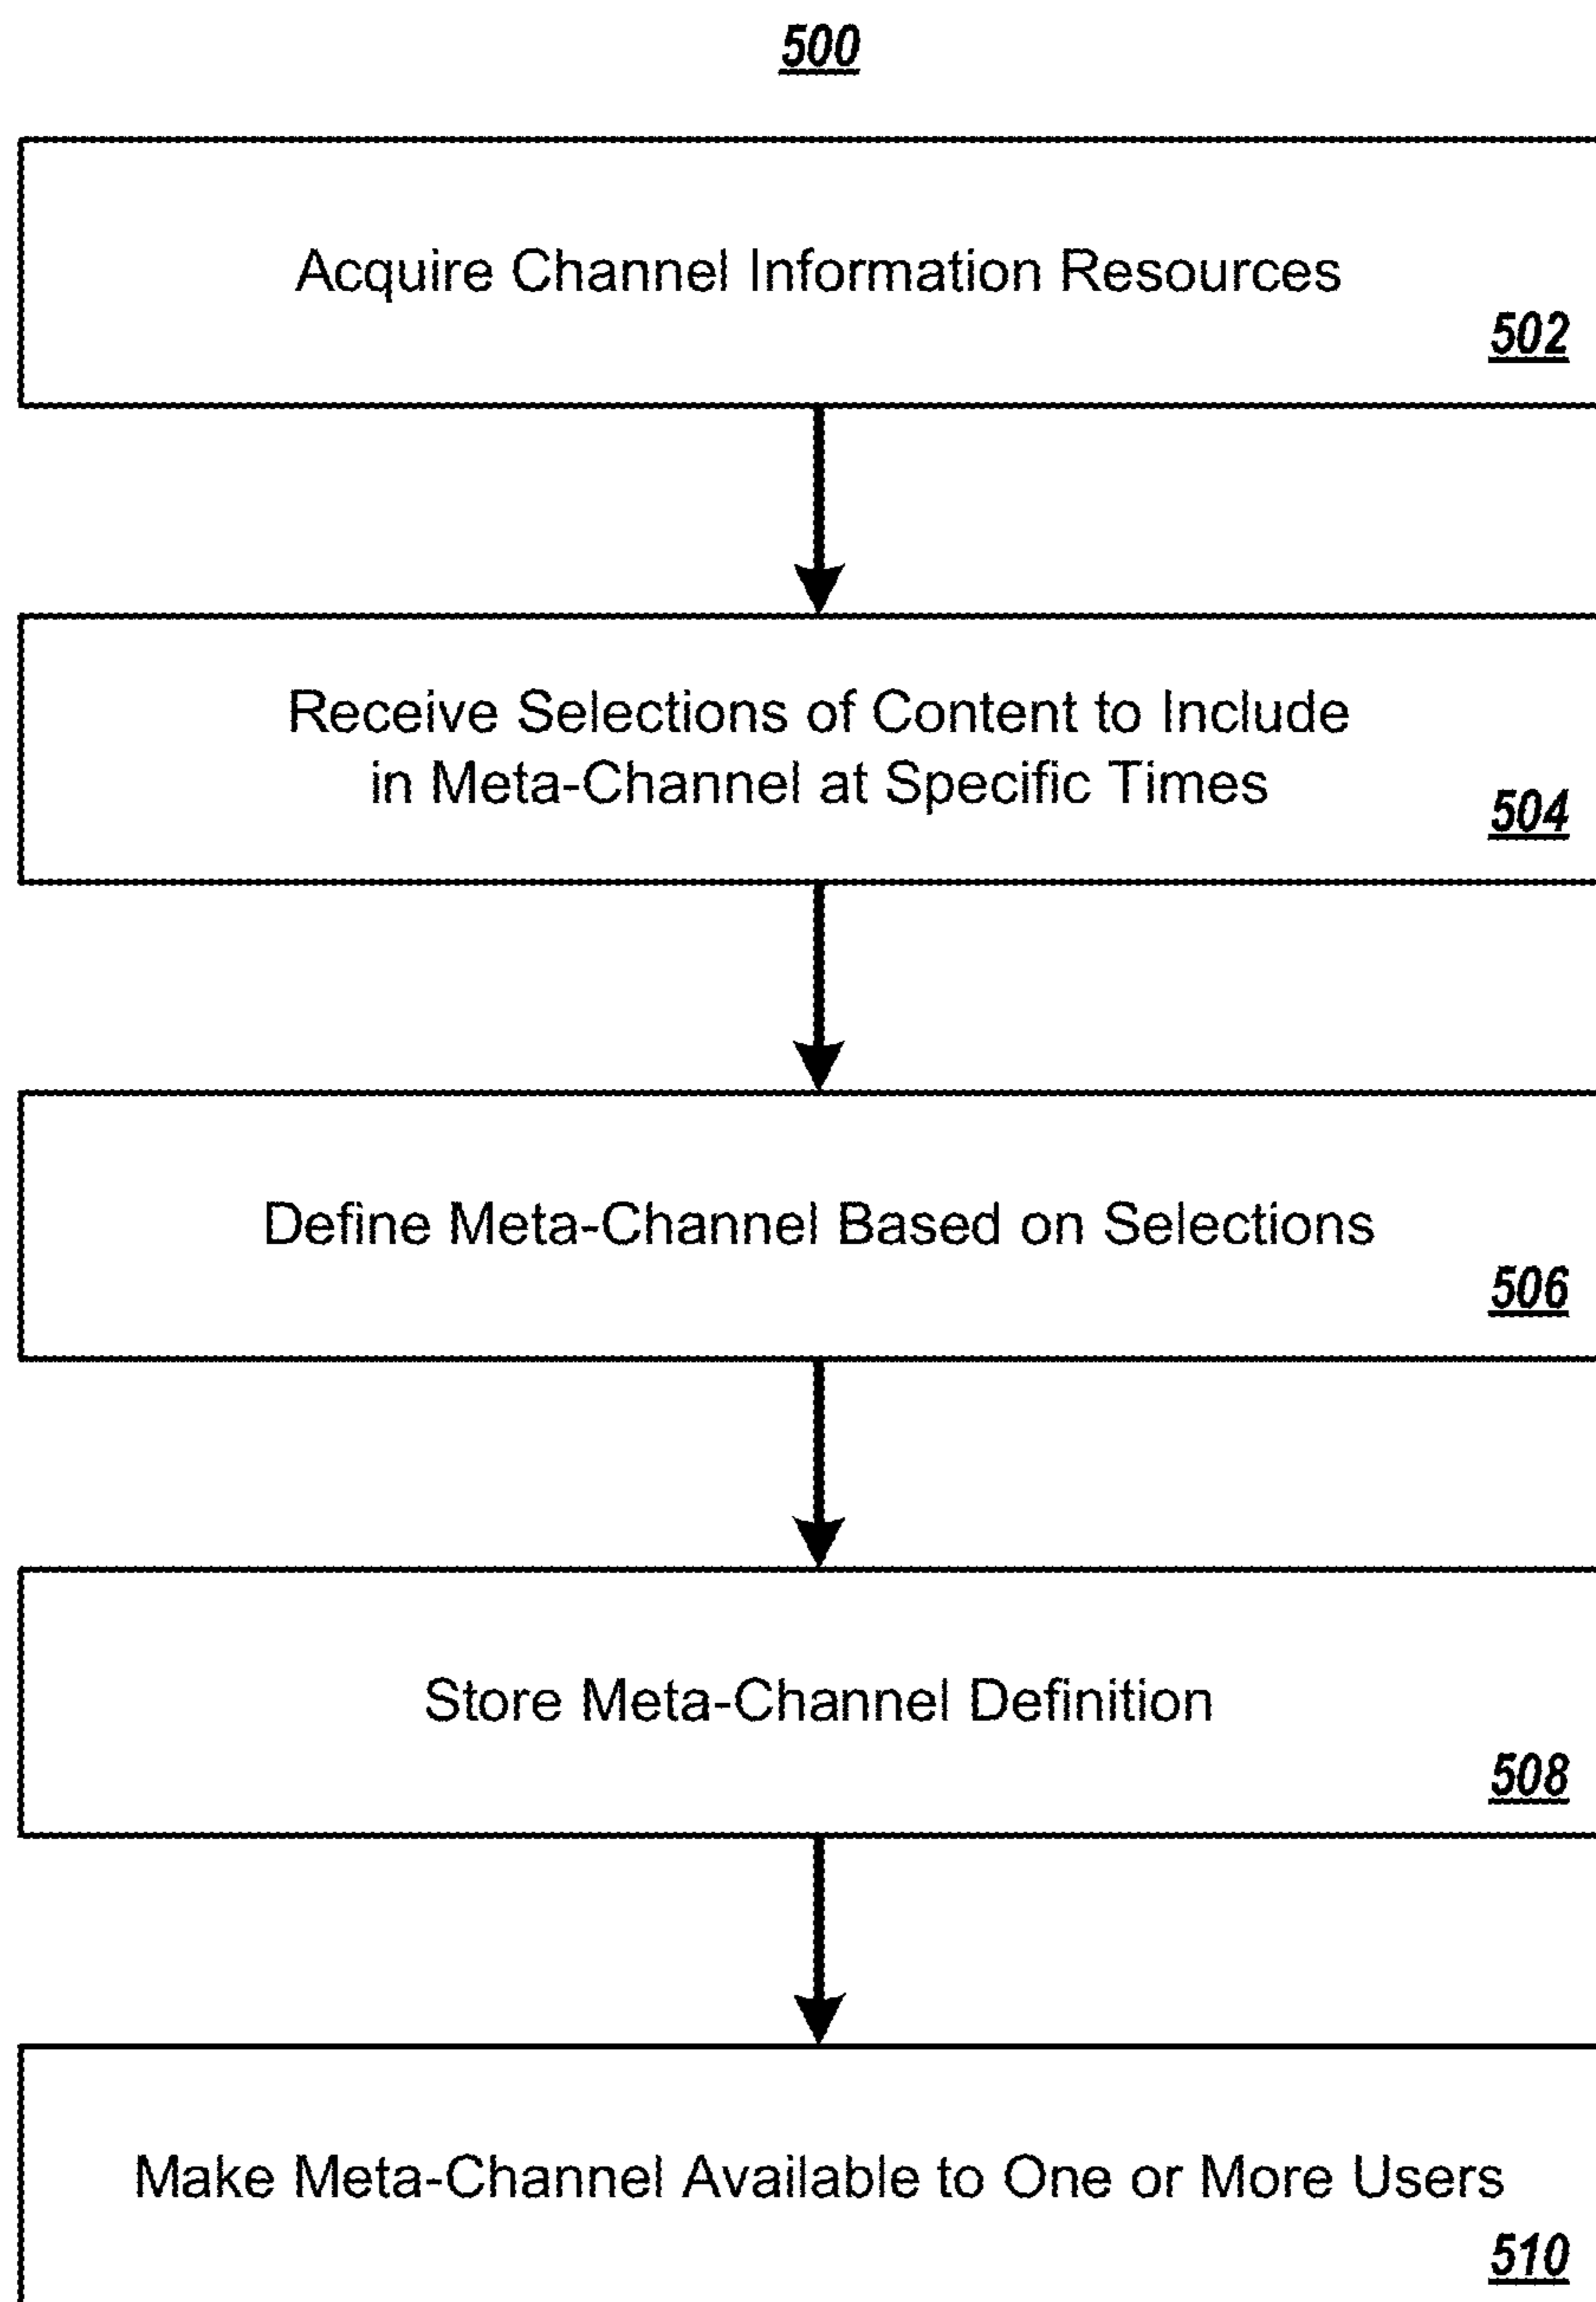 500
Acquire Channel Information Resources
502
Receive Selections of Content to Include
in Meta-Channel at Specific Times
504
Define Meta-Channel Based on Selections
506
Store Meta-Channel Definition
508
Make Meta-Channel Available to One or More Users
510